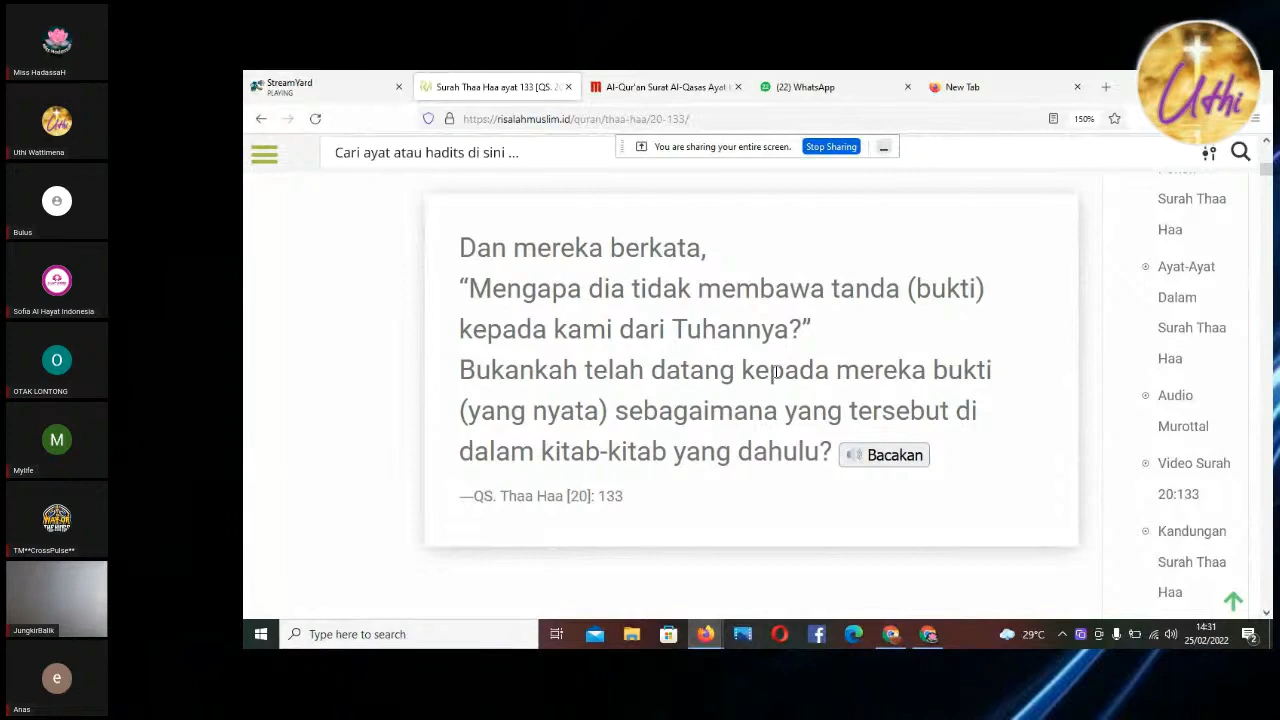 Miss HadassaH
Uthi Wattimena
Bulus
Sofia Al Hayat Indonesia
O
OTAK LONTONG
M
Mylife
TM**CrossPulse**
JungkirBalik
e
Anas
StreamYard
PLAYING
Surah Thaa Haa ayat 133 [QS. 20
Al-Qur'an Surat Al-Qasas Ayat
(22) WhatsApp
New Tab
https://risalahmuslim.id/quran/thaa-haa/20-133/
150%
Uthi
Cari ayat atau hadits di sini ...
You are sharing your entire screen.
Stop Sharing
Dan mereka berkata,
“Mengapa dia tidak membawa tanda (bukti)
kepada kami dari Tuhannya?”
Bukankah telah datang kepada mereka bukti
(yang nyata) sebagaimana yang tersebut di
dalam kitab-kitab yang dahulu?
Bacakan
—QS. Thaa Haa [20]: 133
Surah Thaa
Haa
Ayat-Ayat
Dalam
Surah Thaa
Haa
Audio
Murottal
Video Surah
20:133
Kandungan
Surah Thaa
Haa
Type here to search
29°C
14:31
25/02/2022
2